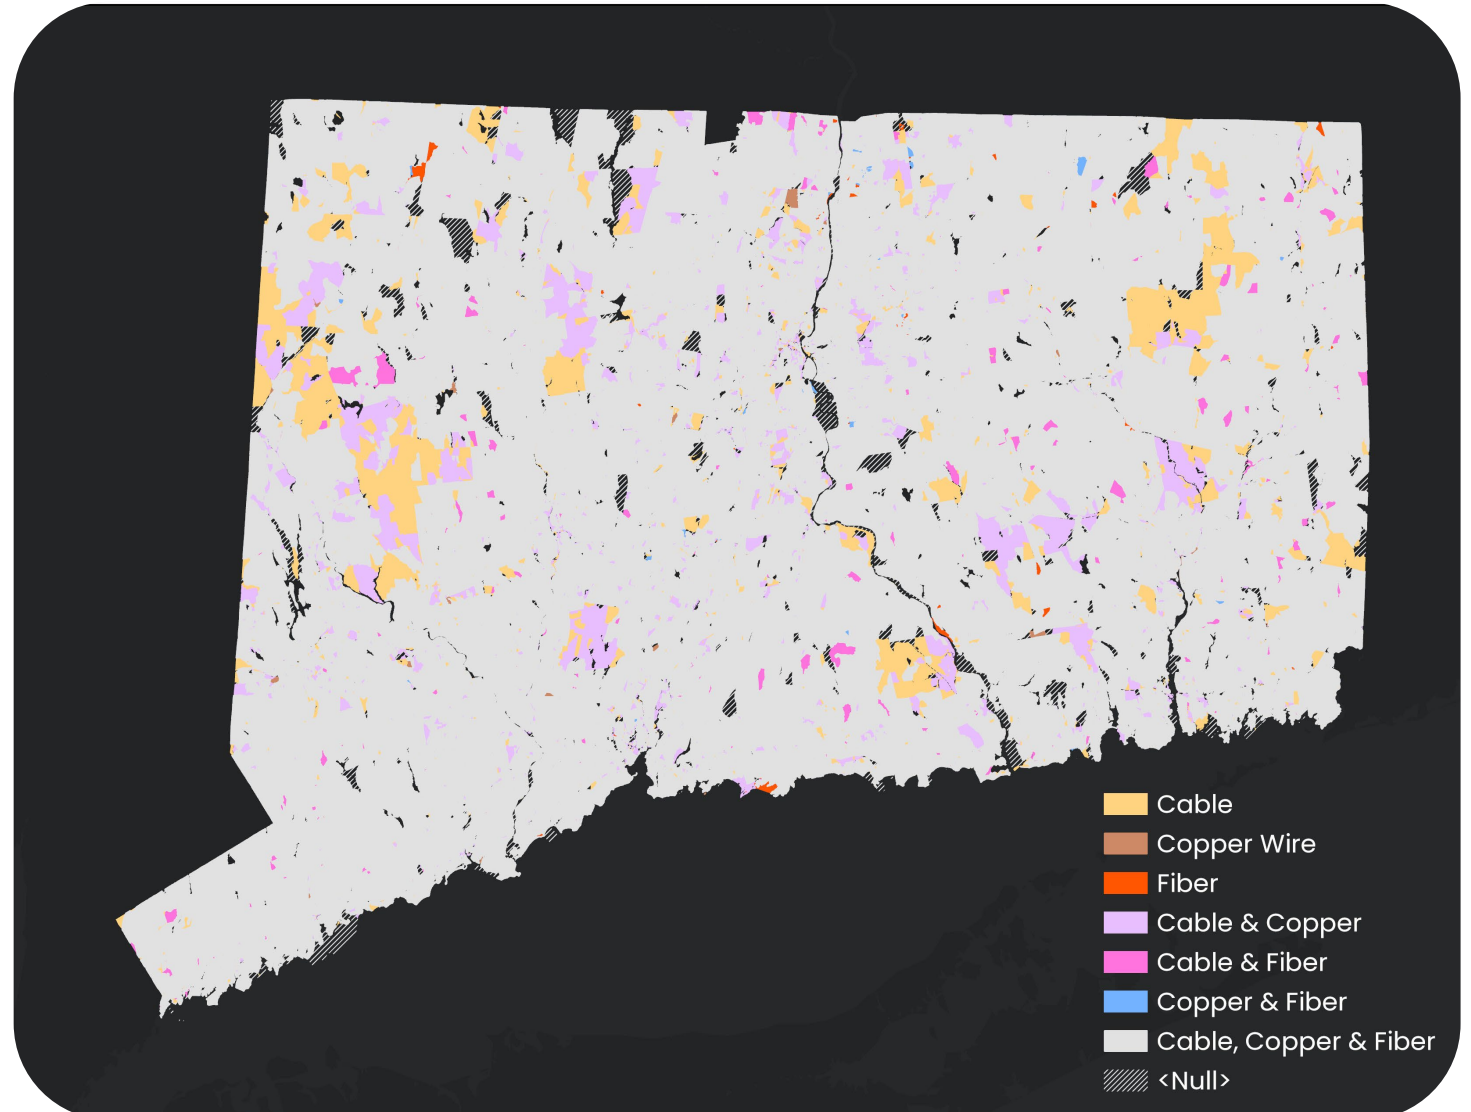 Cable
Copper Wire
Fiber
Cable & Copper
Cable & Fiber
Copper & Fiber
Cable, Copper & Fiber
<Null>